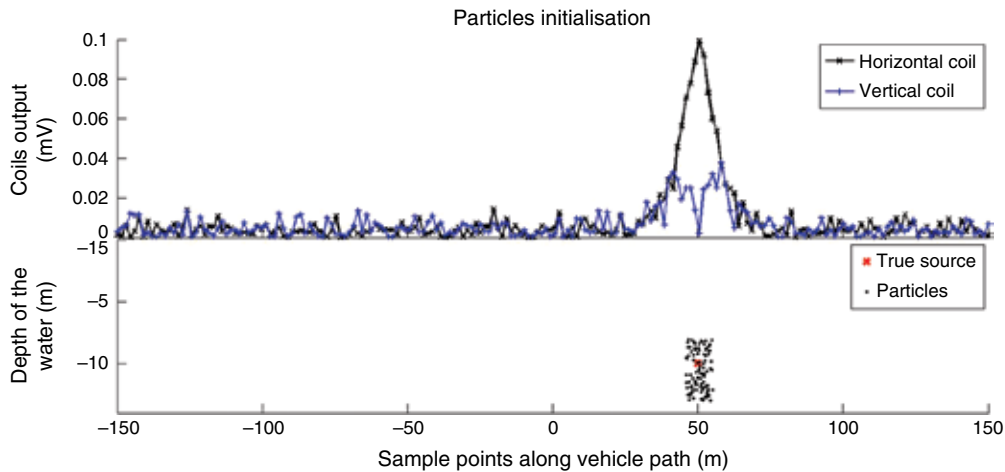 Particles initialisation
Coils output
(mV)
0.1
0.08
0.06
0.04
0.02
0
Horizontal coil
Vertical coil
Depth of the
water (m)
−15
−5
−10
True source
Particles
−150
−100
−50
0
50
100
150
Sample points along vehicle path (m)